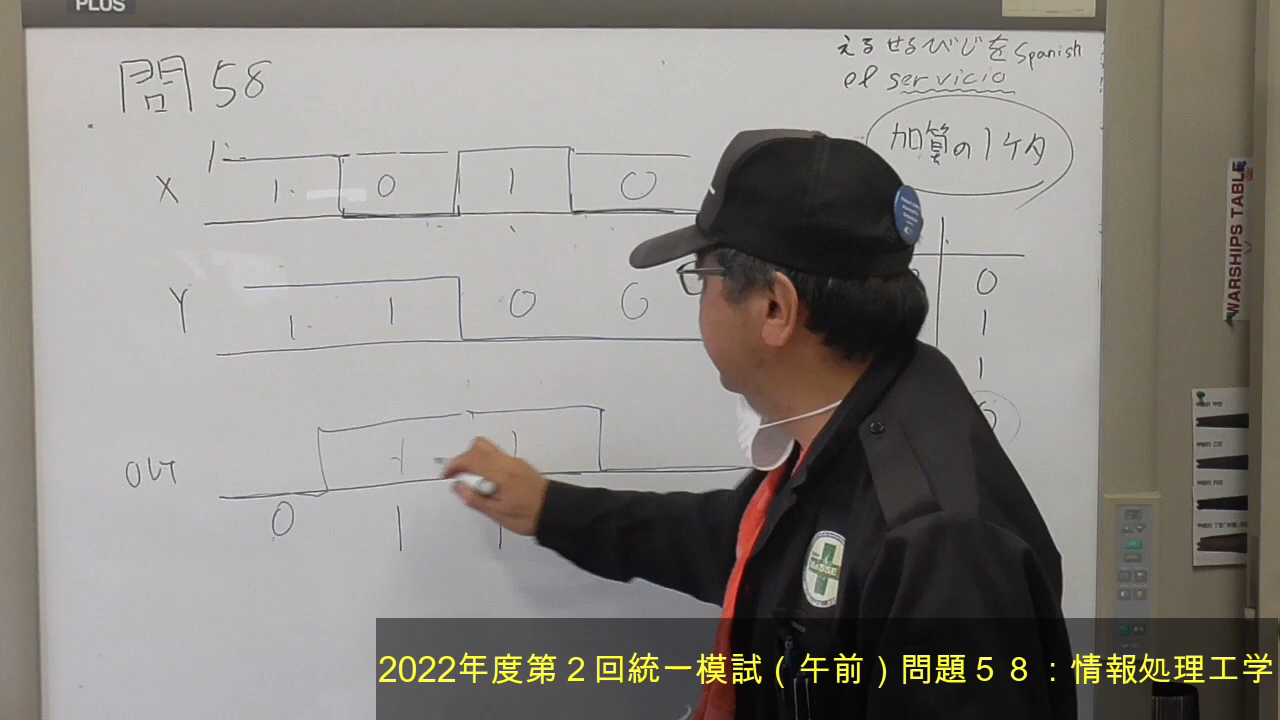 PLUS
問58
えるせるびじをSpanish
el servicio
加算の1ケタ
X 1 0 1 0
Y 1 1 0 0
OUT 1 1
0 1 1
0
1
1
0
WARSHIPS TABLE
2022年度第2回統一模試(午前)問題58:情報処理工学